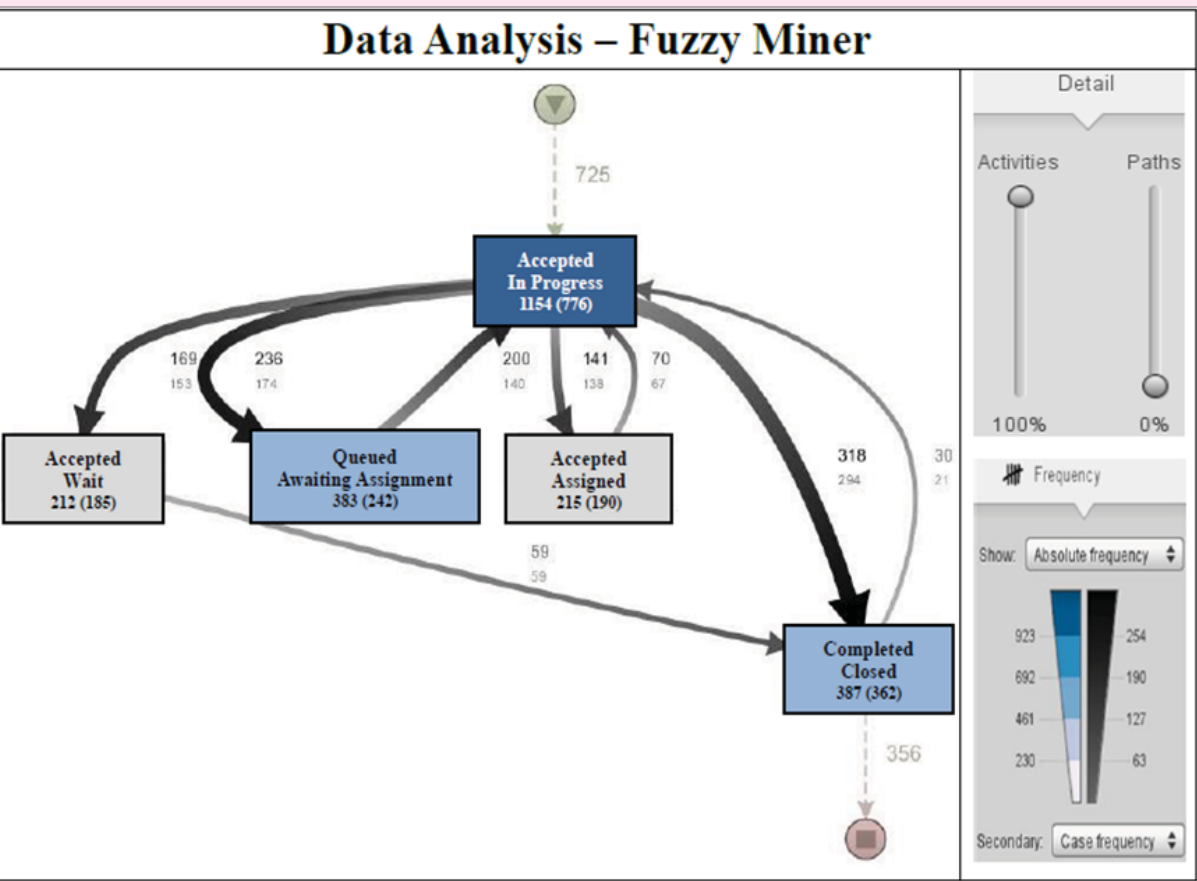 Data Analysis – Fuzzy Miner
725
Accepted
In Progress
1154 (776)
169
153
236
174
200
140
141
138
70
67
318
294
30
21
Accepted
Wait
212 (185)
Queued
Awaiting Assignment
383 (242)
Accepted
Assigned
215 (190)
59
59
Completed
Closed
387 (362)
356
Detail
Activities Paths
100% 0%
Frequency
Show: Absolute frequency
923 254
692 190
461 127
230 63
Secondary: Case frequency